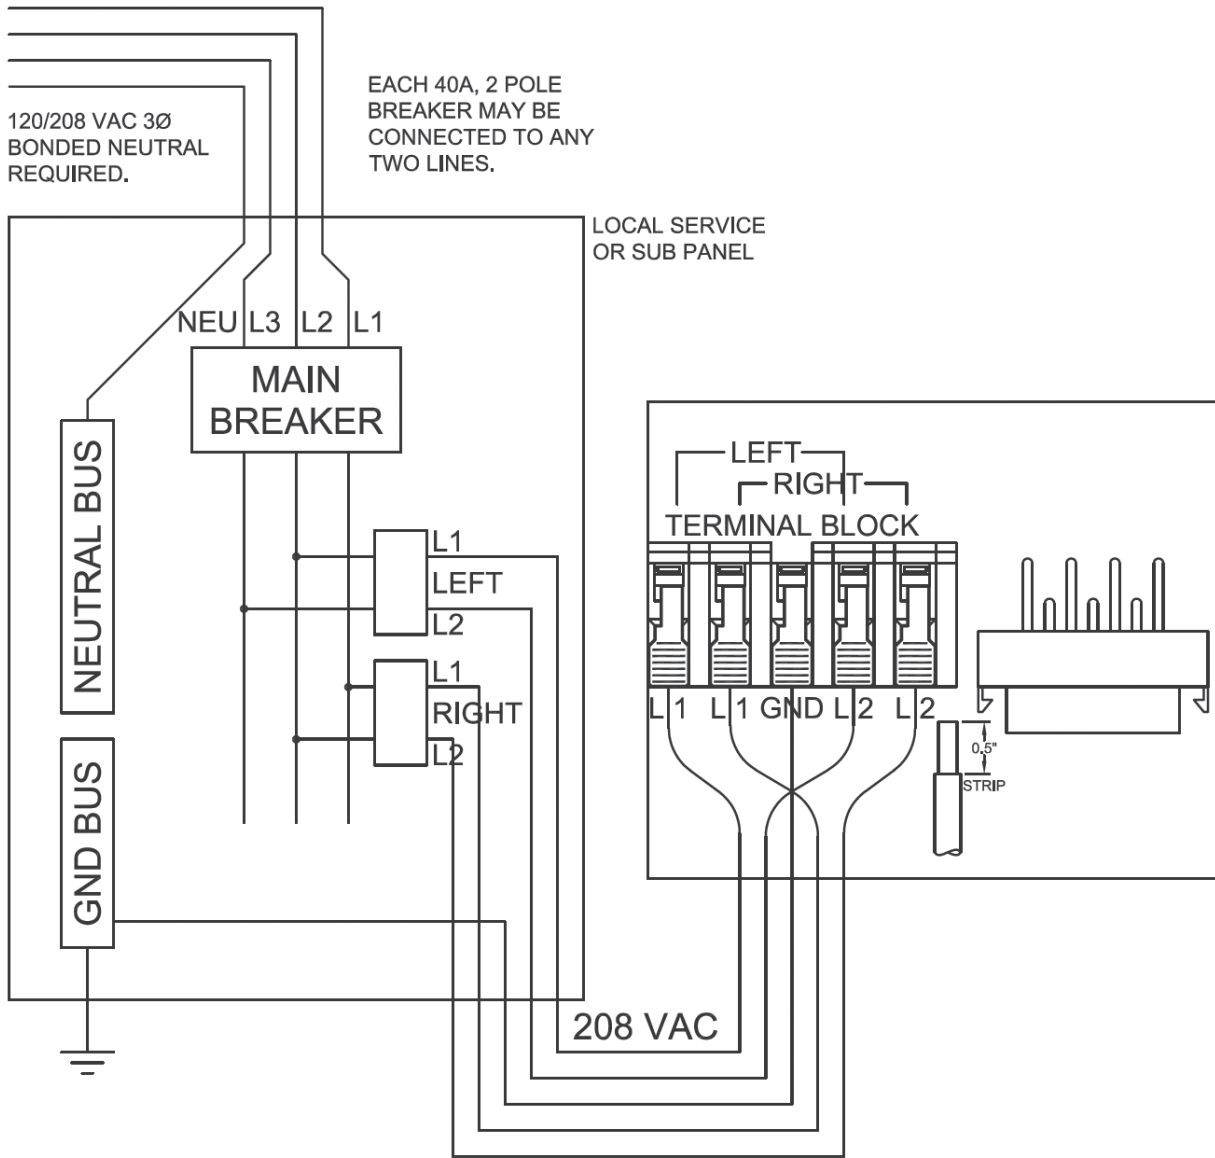 120/208 VAC 3Ø
BONDED NEUTRAL
REQUIRED.
EACH 40A, 2 POLE
BREAKER MAY BE
CONNECTED TO ANY
TWO LINES.
LOCAL SERVICE
OR SUB PANEL
NEU L3 L2 L1
MAIN
BREAKER
NEUTRAL BUS
GND BUS
L1
LEFT
L2
L1
RIGHT
L2
208 VAC
LEFT
RIGHT
TERMINAL BLOCK
L 1 L 1 GND L 2 L 2
0.5"
STRIP